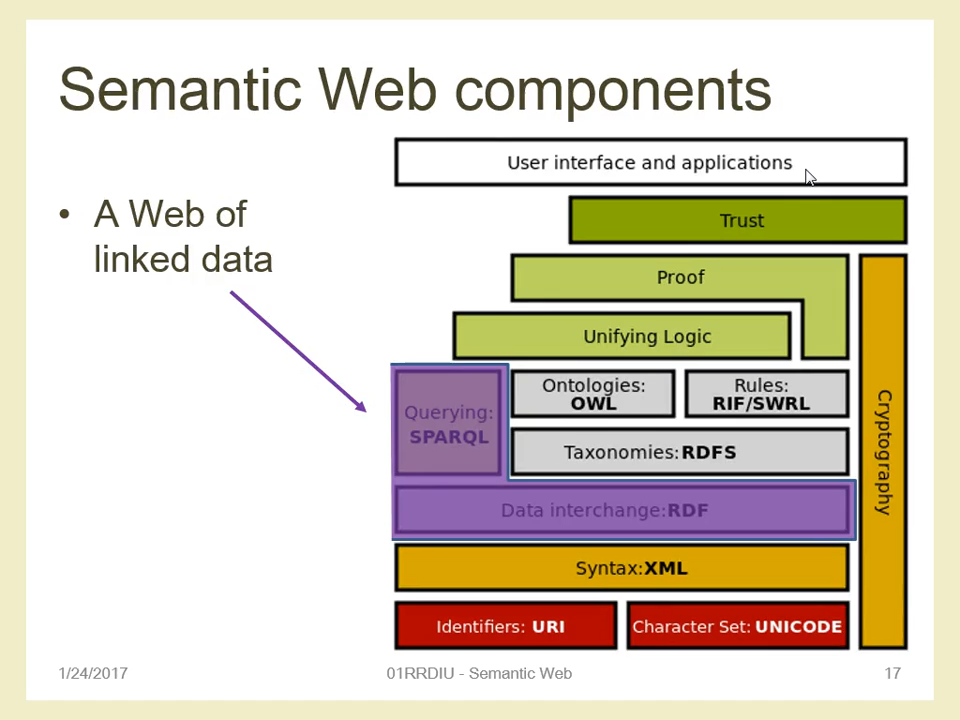 Semantic Web components
• A Web of
linked data
User interface and applications
Trust
Proof
Unifying Logic
Querying:
SPARQL
Ontologies:
OWL
Rules:
RIF/SWRL
Taxonomies:RDFS
Data interchange:RDF
Syntax:XML
Identifiers: URI
Character Set: UNICODE
Cryptography
1/24/2017
01RRDIU - Semantic Web
17